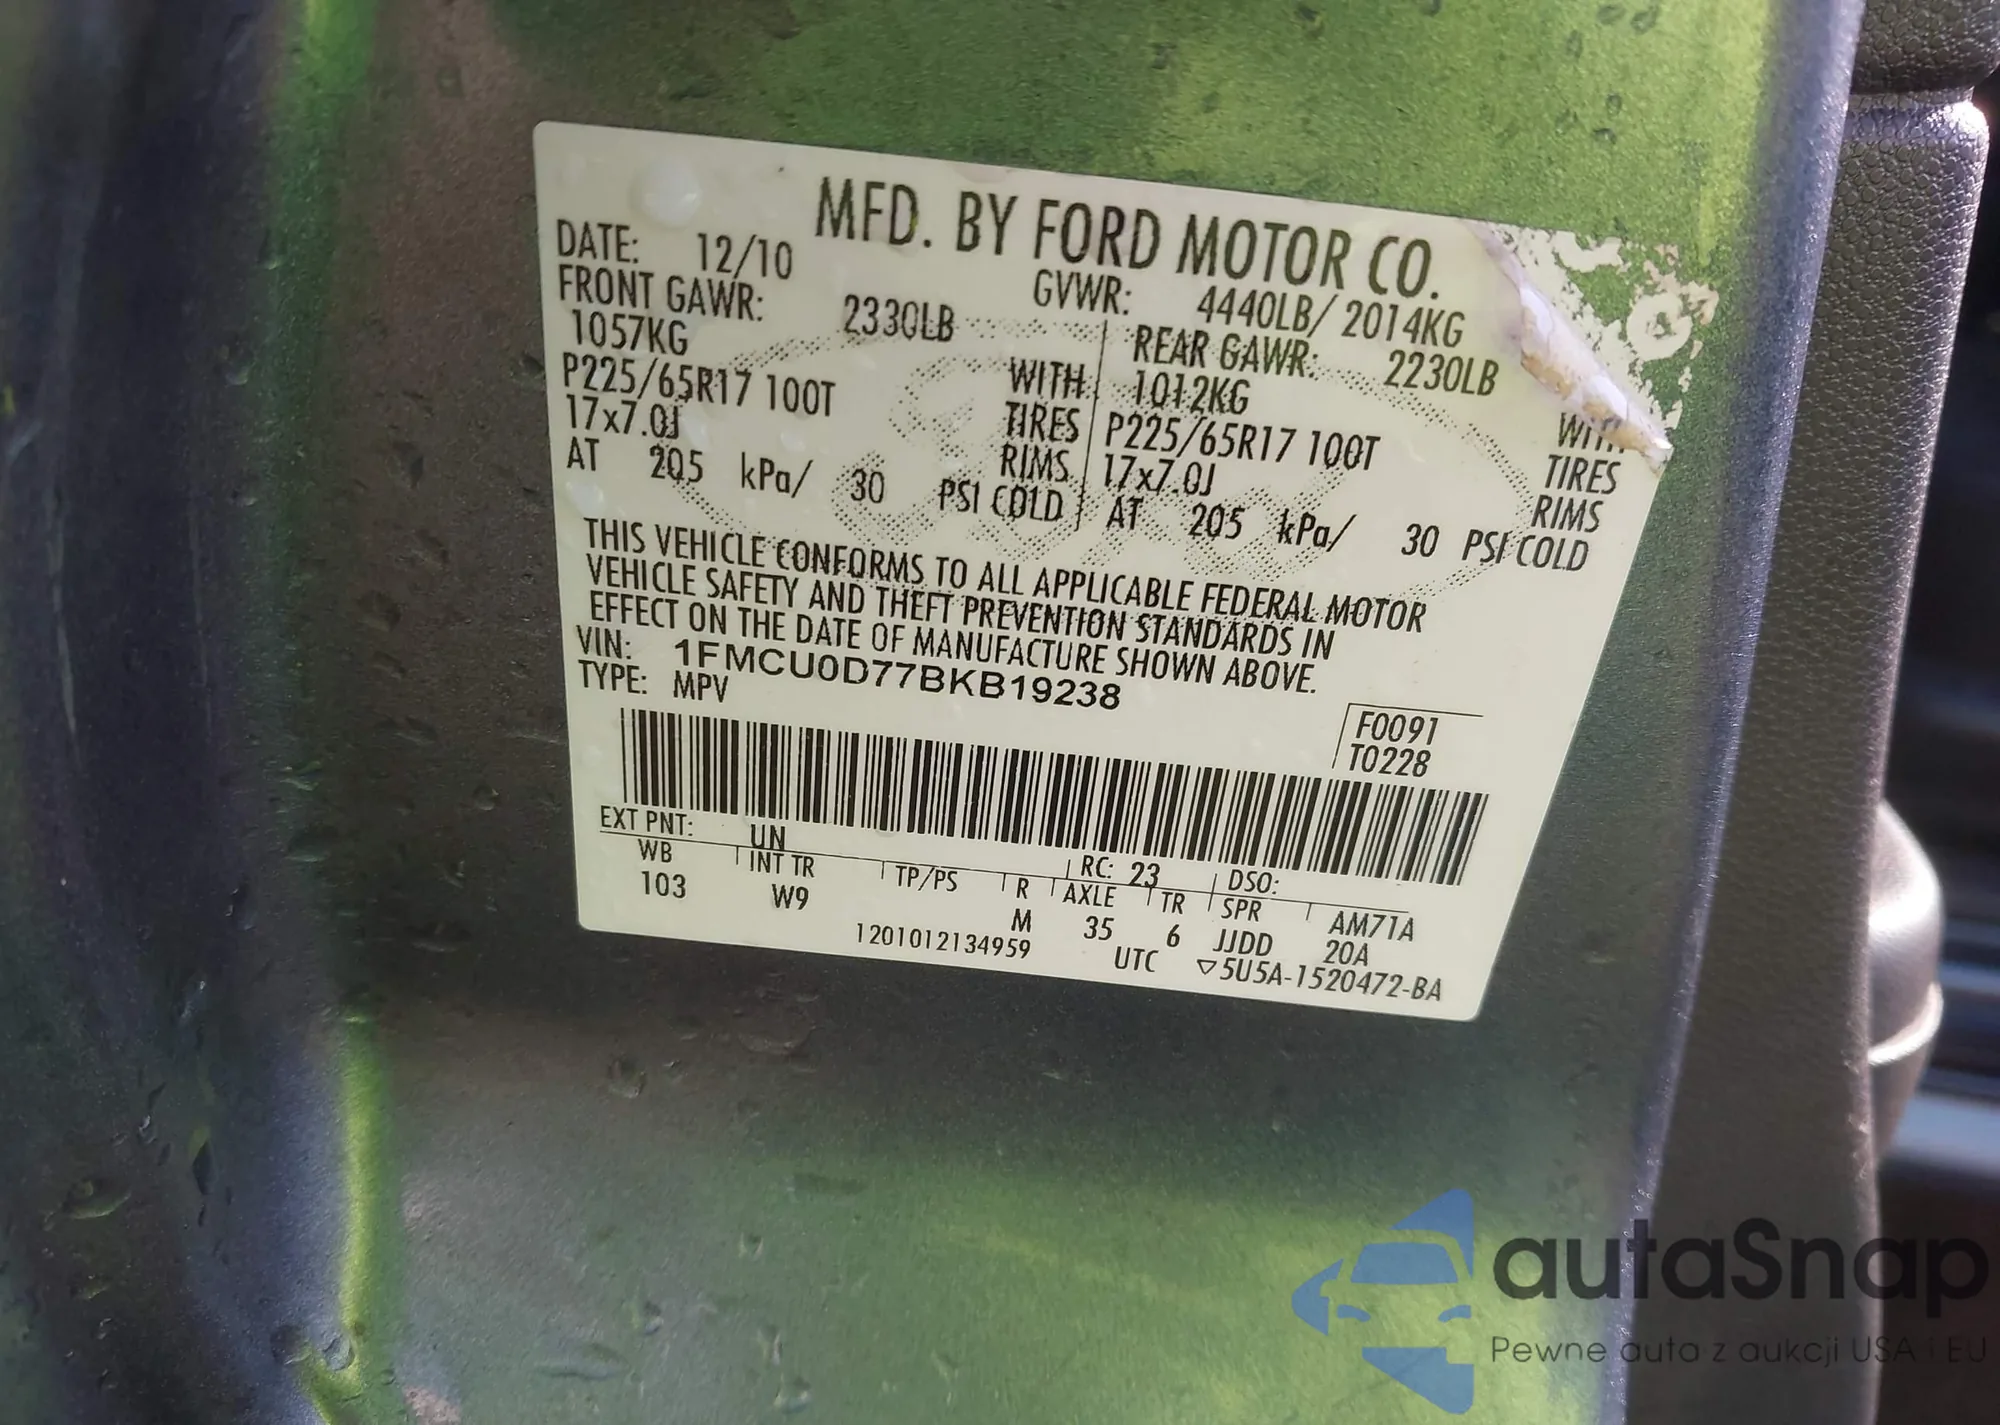 MFD. BY FORD MOTOR CO.
DATE: 12/10 GVWR: 4440LB/ 2014KG
FRONT GAWR: 2330LB REAR GAWR: 2230LB
1057KG WITH 1012KG
P225/65R17 100T TIRES P225/65R17 100T TIRES
17x7.0J RIMS 17x7.0J RIMS
AT 205 kPa/ 30 PSI COLD AT 205 kPa/ 30 PSI COLD
THIS VEHICLE CONFORMS TO ALL APPLICABLE FEDERAL MOTOR
VEHICLE SAFETY AND THEFT PREVENTION STANDARDS IN
EFFECT ON THE DATE OF MANUFACTURE SHOWN ABOVE.
VIN: 1FMCU0D77BKB19238
TYPE: MPV
F0091
T0228
EXT PNT: UN RC: 23 DSO:
WB INT TR TP/PS R AXLE TR SPR AM71A
103 W9 M 35 6 JJDD 20A
1201012134959 UTC ▽5U5A-1520472-BA
autaSnap
Pewne auta z aukcji USA i EU